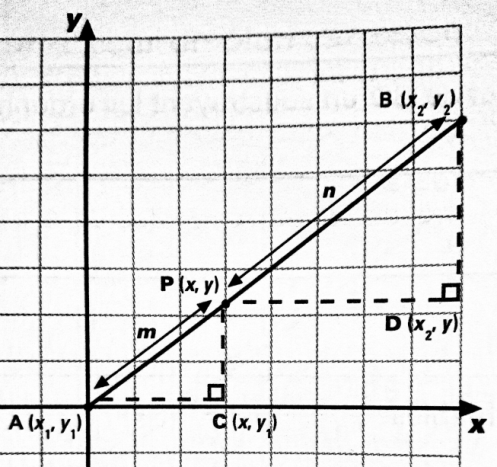 y
B (x₂, y₂)
n
P (x, y)
m
D (x₂, y)
A (x₁, y₁)
C (x, y₁)
x